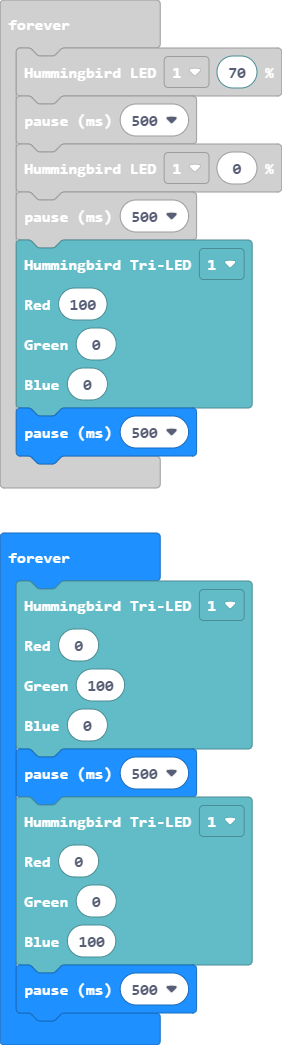 forever
Hummingbird LED 1 70 %
pause (ms) 500
Hummingbird LED 1 0 %
pause (ms) 500
Hummingbird Tri-LED 1
Red 100
Green 0
Blue 0
pause (ms) 500
forever
Hummingbird Tri-LED 1
Red 0
Green 100
Blue 0
pause (ms) 500
Hummingbird Tri-LED 1
Red 0
Green 0
Blue 100
pause (ms) 500